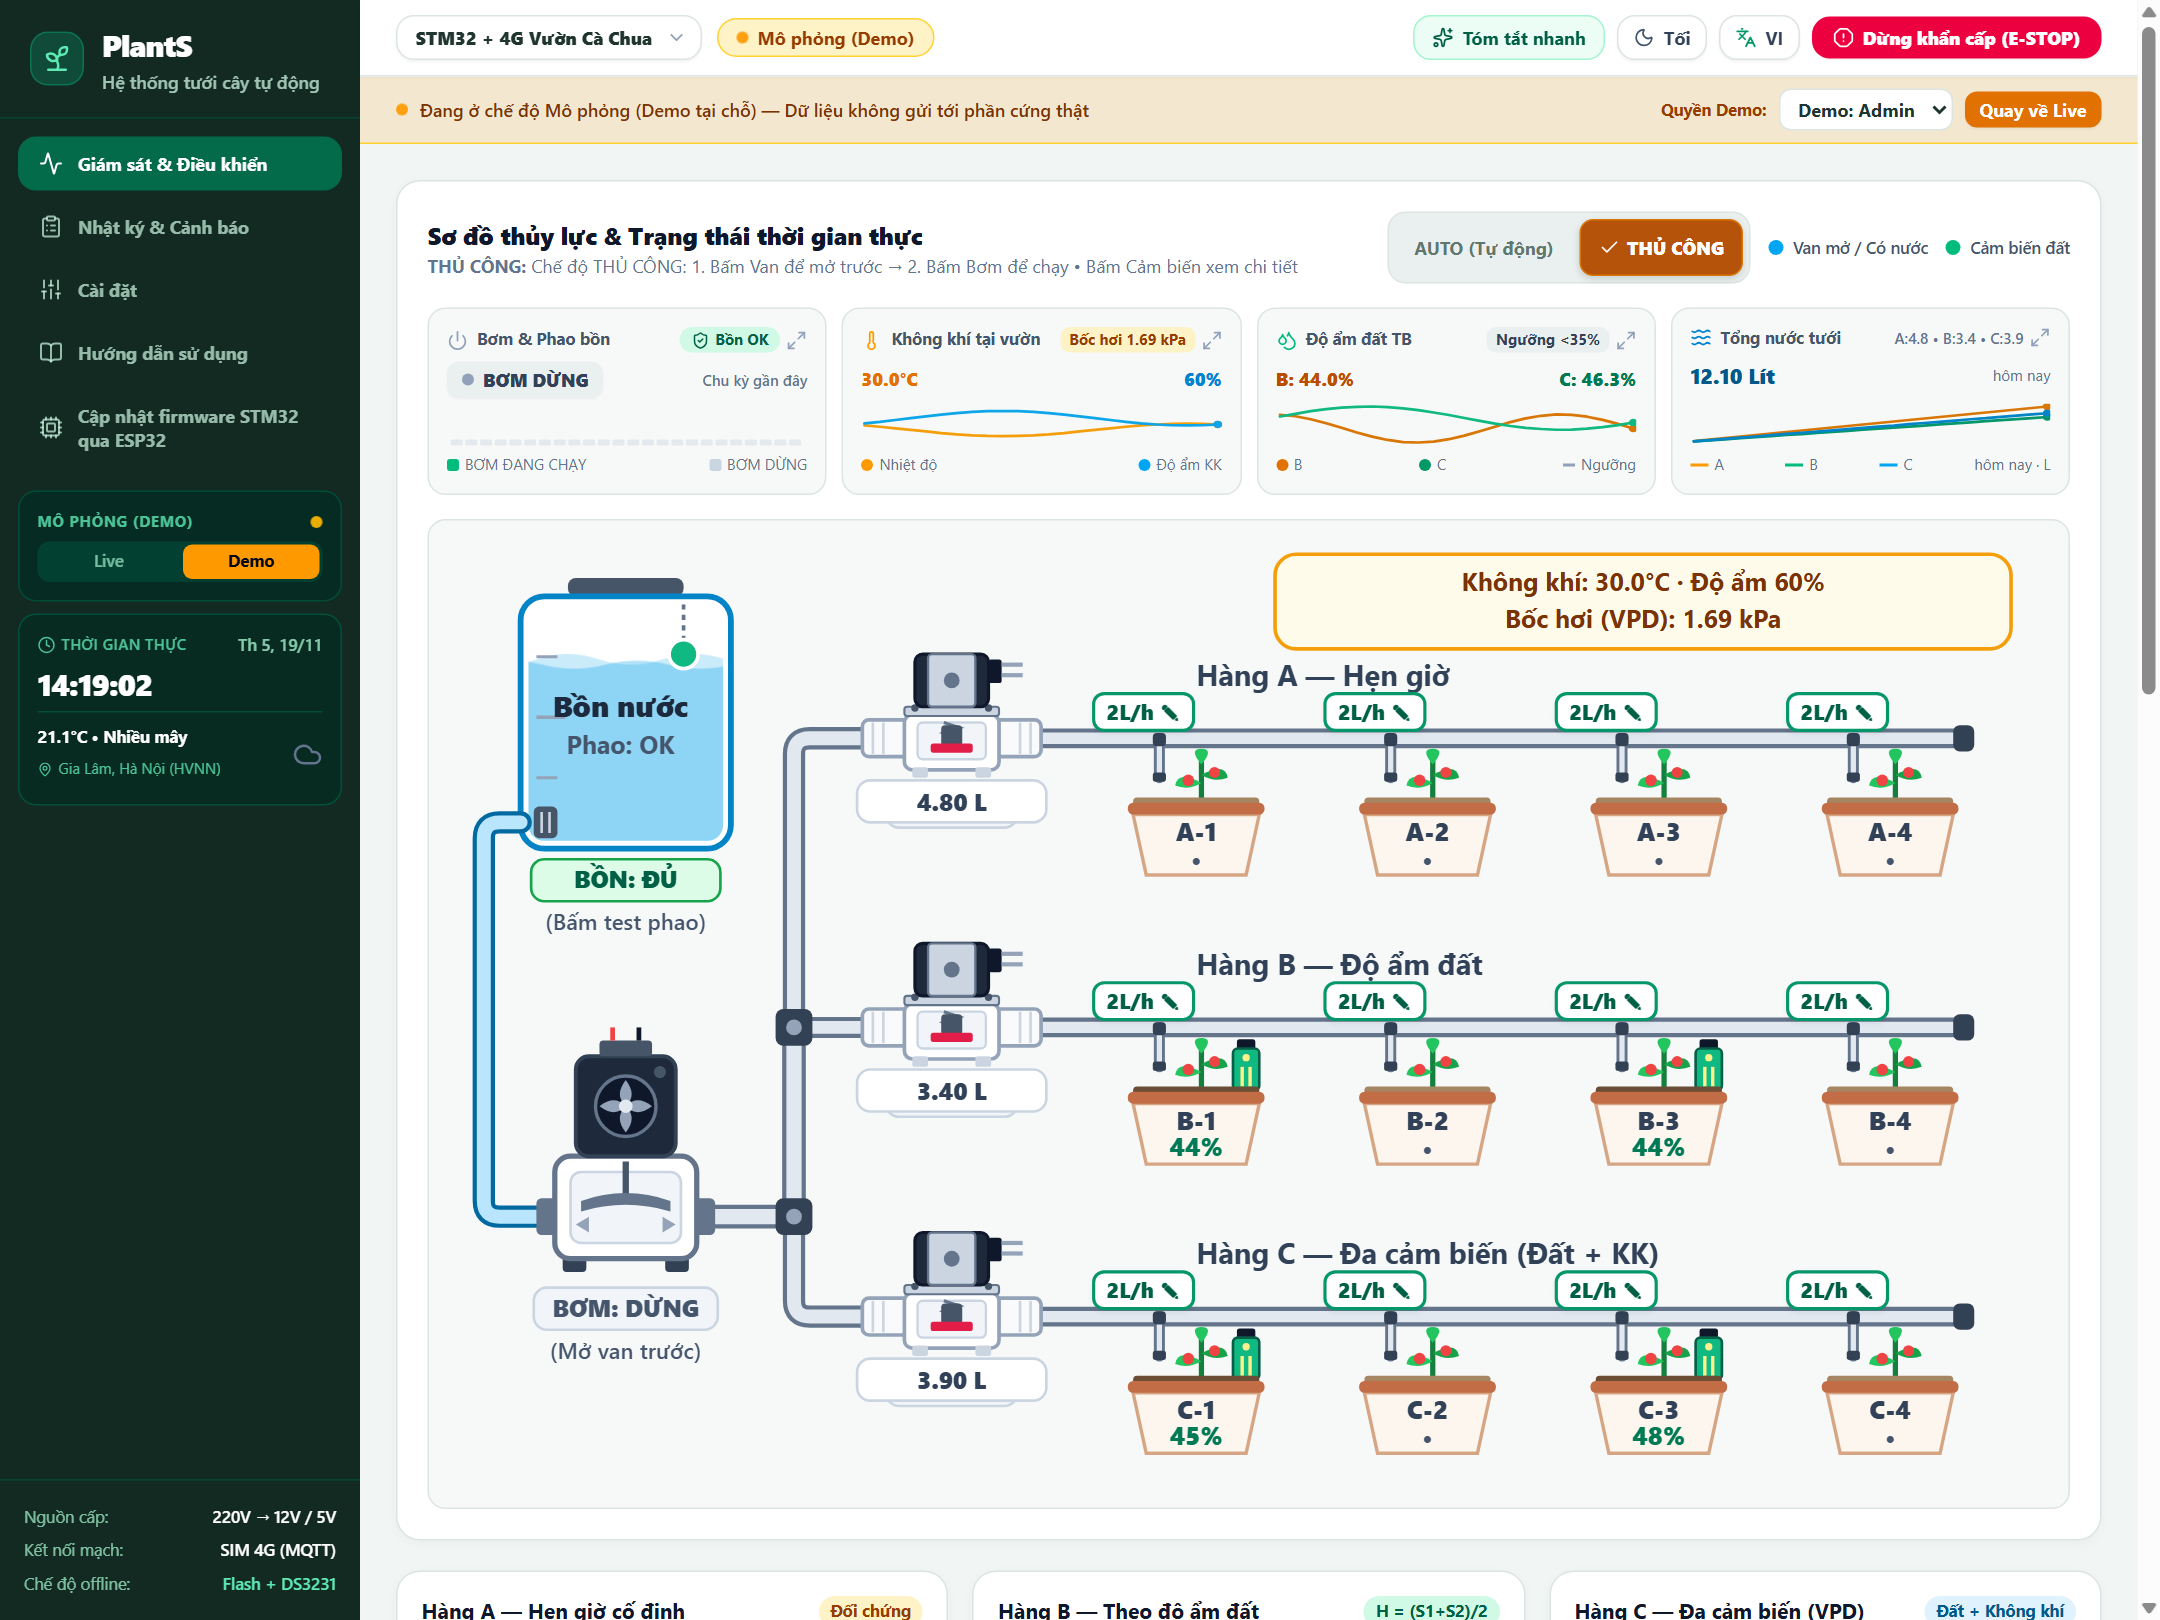 PlantS
Hệ thống tưới cây tự động
Giám sát & Điều khiển
Nhật ký & Cảnh báo
Cài đặt
Hướng dẫn sử dụng
Cập nhật firmware STM32
qua ESP32
MÔ PHỎNG (DEMO)
Live
Demo
THỜI GIAN THỰC
Th 5, 19/11
14:19:02
21.1°C • Nhiều mây
Gia Lâm, Hà Nội (HVNN)
Nguồn cấp:
220V → 12V / 5V
Kết nối mạch:
SIM 4G (MQTT)
Chế độ offline:
Flash + DS3231
STM32 + 4G Vườn Cà Chua
Mô phỏng (Demo)
Tóm tắt nhanh
Tối
VI
Dừng khẩn cấp (E-STOP)
Đang ở chế độ Mô phỏng (Demo tại chỗ) — Dữ liệu không gửi tới phần cứng thật
Quyền Demo:
Demo: Admin
Quay về Live
Sơ đồ thủy lực & Trạng thái thời gian thực
THỦ CÔNG: Chế độ THỦ CÔNG: 1. Bấm Van để mở trước → 2. Bấm Bơm để chạy • Bấm Cảm biến xem chi tiết
AUTO (Tự động)
THỦ CÔNG
Van mở / Có nước
Cảm biến đất
Bơm & Phao bồn
Bồn OK
BƠM DỪNG
Chu kỳ gần đây
BƠM ĐANG CHẠY
BƠM DỪNG
Không khí tại vườn
Bốc hơi 1.69 kPa
30.0°C
60%
Nhiệt độ
Độ ẩm KK
Độ ẩm đất TB
Ngưỡng <35%
B: 44.0%
C: 46.3%
B
C
Ngưỡng
Tổng nước tưới
A:4.8 • B:3.4 • C:3.9
12.10 Lít
hôm nay
A
B
C
hôm nay · L
Không khí: 30.0°C · Độ ẩm 60%
Bốc hơi (VPD): 1.69 kPa
Bồn nước
Phao: OK
BỒN: ĐỦ
(Bấm test phao)
BƠM: DỪNG
(Mở van trước)
Hàng A — Hẹn giờ
2L/h
2L/h
2L/h
2L/h
4.80 L
A-1
A-2
A-3
A-4
Hàng B — Độ ẩm đất
2L/h
2L/h
2L/h
2L/h
3.40 L
B-1
44%
B-2
B-3
44%
B-4
Hàng C — Đa cảm biến (Đất + KK)
2L/h
2L/h
2L/h
2L/h
3.90 L
C-1
45%
C-2
C-3
48%
C-4
Hàng A — Hẹn giờ cố định
Đối chứng
Hàng B — Theo độ ẩm đất
H = (S1+S2)/2
Hàng C — Đa cảm biến (VPD)
Đất + Không khí